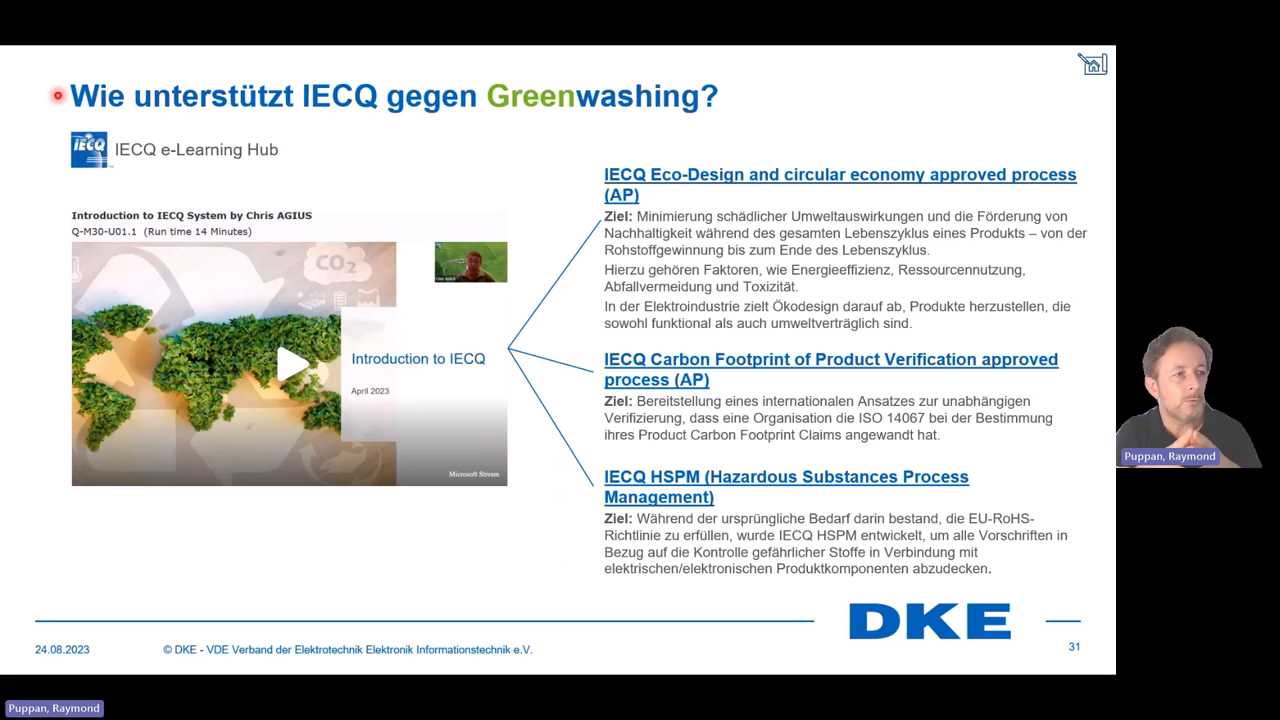 Wie unterstützt IECQ gegen Greenwashing?
IECQ
IECQ e-Learning Hub
Introduction to IECQ System by Chris AGIUS
Q-M30-U01.1 (Run time 14 Minutes)
CO2
Introduction to IECQ
April 2023
Microsoft Stream
IECQ Eco-Design and circular economy approved process
(AP)
Ziel: Minimierung schädlicher Umweltauswirkungen und die Förderung von
Nachhaltigkeit während des gesamten Lebenszyklus eines Produkts – von der
Rohstoffgewinnung bis zum Ende des Lebenszyklus.
Hierzu gehören Faktoren, wie Energieeffizienz, Ressourcennutzung,
Abfallvermeidung und Toxizität.
In der Elektroindustrie zielt Ökodesign darauf ab, Produkte herzustellen, die
sowohl funktional als auch umweltverträglich sind.
IECQ Carbon Footprint of Product Verification approved
process (AP)
Ziel: Bereitstellung eines internationalen Ansatzes zur unabhängigen
Verifizierung, dass eine Organisation die ISO 14067 bei der Bestimmung
ihres Product Carbon Footprint Claims angewandt hat.
IECQ HSPM (Hazardous Substances Process
Management)
Ziel: Während der ursprüngliche Bedarf darin bestand, die EU-RoHS-
Richtlinie zu erfüllen, wurde IECQ HSPM entwickelt, um alle Vorschriften in
Bezug auf die Kontrolle gefährlicher Stoffe in Verbindung mit
elektrischen/elektronischen Produktkomponenten abzudecken.
DKE
24.08.2023
© DKE - VDE Verband der Elektrotechnik Elektronik Informationstechnik e.V.
31
Puppan, Raymond
Puppan, Raymond